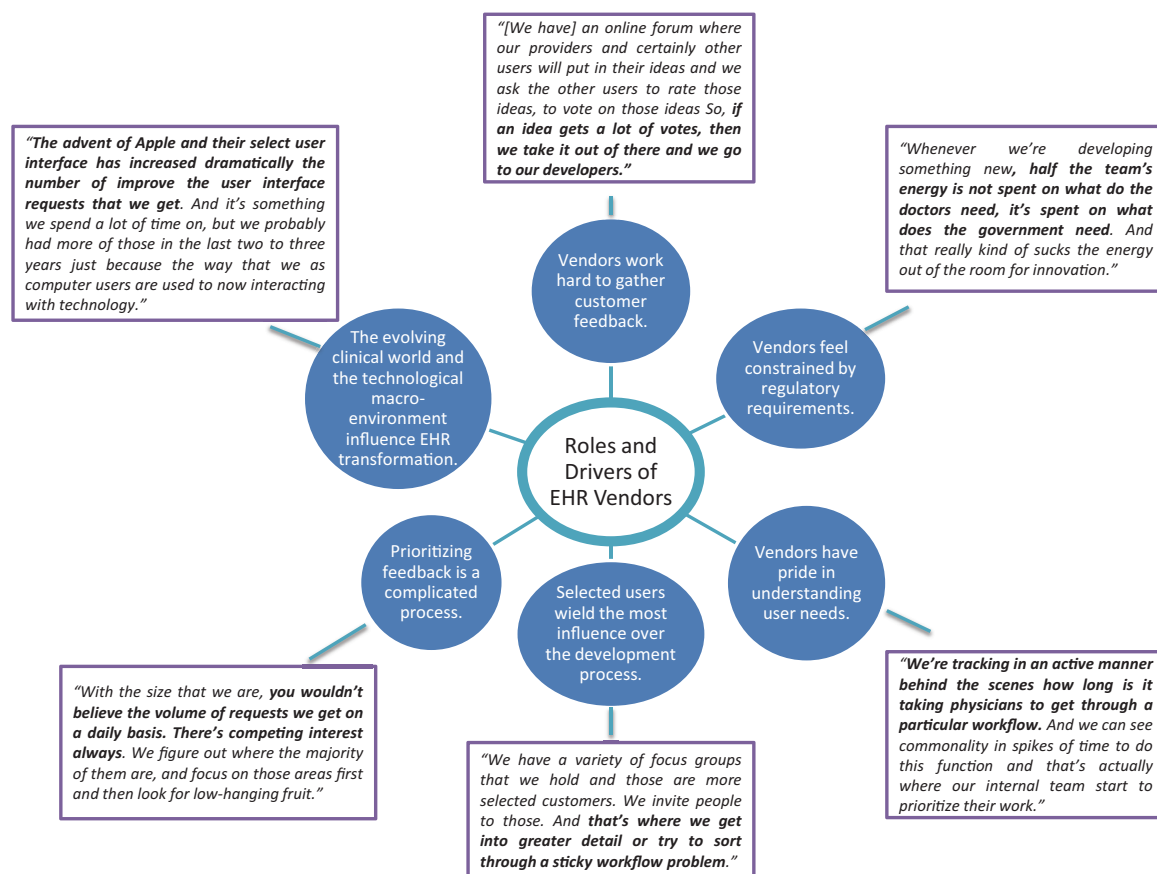 “[We have] an online forum where
our providers and certainly other
users will put in their ideas and we
ask the other users to rate those
ideas, to vote on those ideas So, if
an idea gets a lot of votes, then
we take it out of there and we go
to our developers.”
“The advent of Apple and their select user
interface has increased dramatically the
number of improve the user interface
requests that we get. And it’s something
we spend a lot of time on, but we probably
had more of those in the last two to three
years just because the way that we as
computer users are used to now interacting
with technology.”
“Whenever we’re developing
something new, half the team’s
energy is not spent on what do the
doctors need, it’s spent on what
does the government need. And
that really kind of sucks the energy
out of the room for innovation.”
Vendors work
hard to gather
customer
feedback.
The evolving
clinical world and
the technological
macro-
environment
influence EHR
transformation.
Vendors feel
constrained by
regulatory
requirements.
Roles and
Drivers of
EHR Vendors
Prioritizing
feedback is a
complicated
process.
Selected users
wield the most
influence over
the development
process.
Vendors have
pride in
understanding
user needs.
“With the size that we are, you wouldn’t
believe the volume of requests we get on
a daily basis. There’s competing interest
always. We figure out where the majority
of them are, and focus on those areas first
and then look for low-hanging fruit.”
“We have a variety of focus groups
that we hold and those are more
selected customers. We invite people
to those. And that’s where we get
into greater detail or try to sort
through a sticky workflow problem.”
“We’re tracking in an active manner
behind the scenes how long is it
taking physicians to get through a
particular workflow. And we can see
commonality in spikes of time to do
this function and that’s actually
where our internal team start to
prioritize their work.”